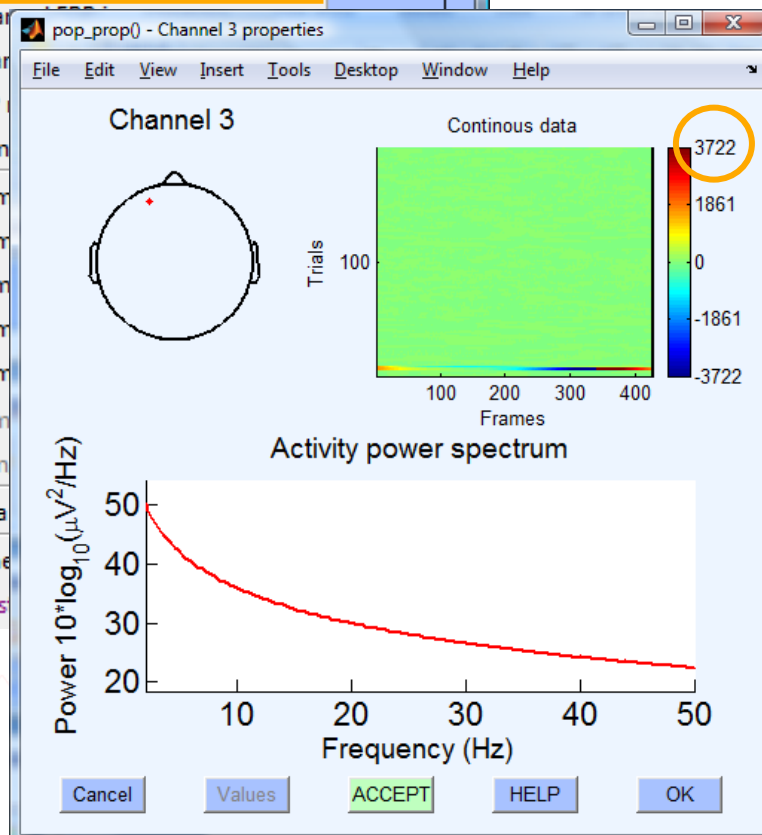 pop_prop() - Channel 3 properties
File Edit View Insert Tools Desktop Window Help
Channel 3
Continous data
3722
1861
0
-1861
-3722
Trials
100
100 200 300 400
Frames
Activity power spectrum
Power 10*log₁₀(μV²/Hz)
50
40
30
20
10 20 30 40 50
Frequency (Hz)
Cancel Values ACCEPT HELP OK